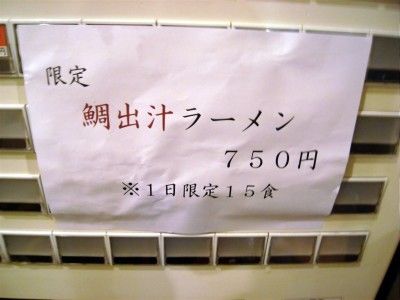 限定
鯛出汁ラーメン
７５０円
※１日限定１５食